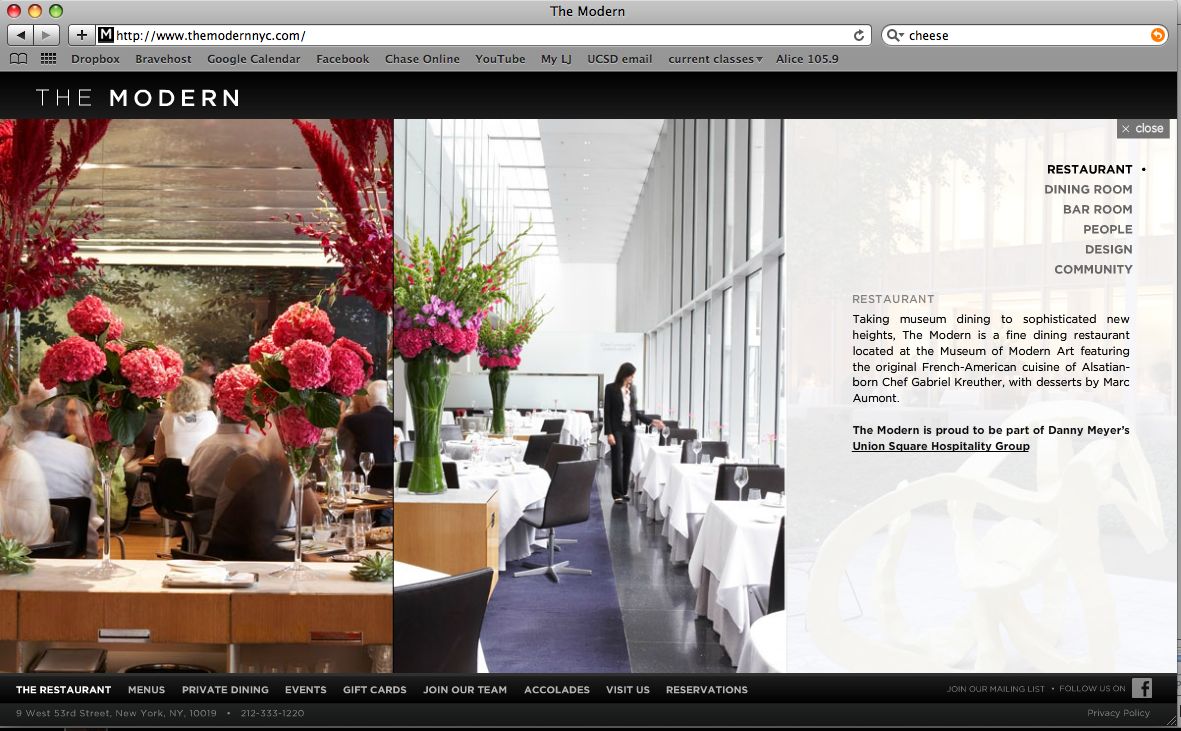 The Modern
http://www.themodernnyc.com/
cheese
Dropbox Bravehost Google Calendar Facebook Chase Online YouTube My LJ UCSD email current classes Alice 105.9
THE MODERN
× close
RESTAURANT •
DINING ROOM
BAR ROOM
PEOPLE
DESIGN
COMMUNITY
RESTAURANT
Taking museum dining to sophisticated new
heights, The Modern is a fine dining restaurant
located at the Museum of Modern Art featuring
the original French-American cuisine of Alsatian-
born Chef Gabriel Kreuther, with desserts by Marc
Aumont.
The Modern is proud to be part of Danny Meyer's
Union Square Hospitality Group
THE RESTAURANT MENUS PRIVATE DINING EVENTS GIFT CARDS JOIN OUR TEAM ACCOLADES VISIT US RESERVATIONS
JOIN OUR MAILING LIST • FOLLOW US ON f
9 West 53rd Street, New York, NY, 10019 • 212-333-1220
Privacy Policy